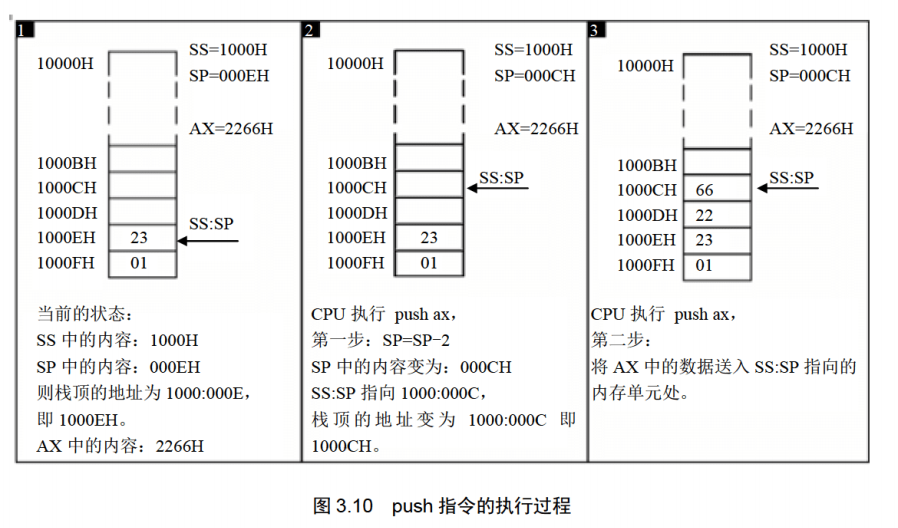 1
SS=1000H
10000H
SP=000EH
AX=2266H
1000BH
1000CH
1000DH
SS:SP
1000EH 23
1000FH 01
当前的状态：
SS 中的内容：1000H
SP 中的内容：000EH
则栈顶的地址为 1000:000E，
即 1000EH。
AX 中的内容：2266H
2
SS=1000H
10000H
SP=000CH
AX=2266H
1000BH
SS:SP
1000CH
1000DH
1000EH 23
1000FH 01
CPU 执行 push ax，
第一步：SP=SP-2
SP 中的内容变为：000CH
SS:SP 指向 1000:000C，
栈顶的地址变为 1000:000C 即
1000CH。
3
SS=1000H
10000H
SP=000CH
AX=2266H
1000BH
SS:SP
1000CH 66
1000DH 22
1000EH 23
1000FH 01
CPU 执行 push ax，
第二步：
将 AX 中的数据送入 SS:SP 指向的
内存单元处。
图 3.10 push 指令的执行过程